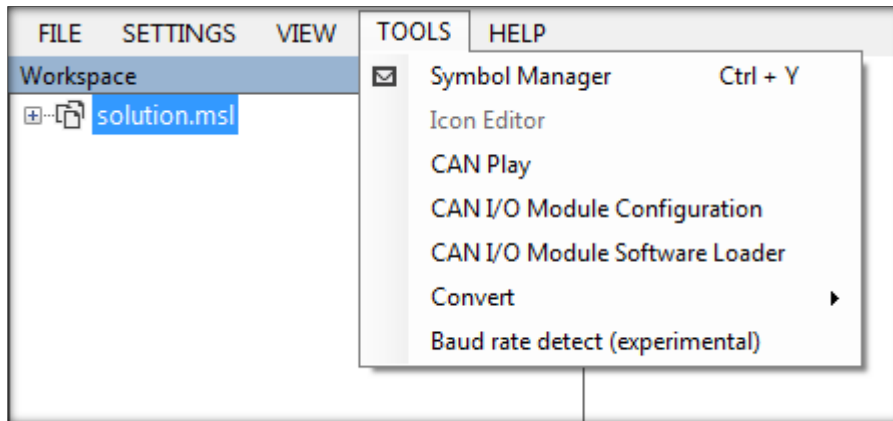 FILE SETTINGS VIEW TOOLS HELP
Workspace
solution.msl
Symbol Manager Ctrl + Y
Icon Editor
CAN Play
CAN I/O Module Configuration
CAN I/O Module Software Loader
Convert
Baud rate detect (experimental)